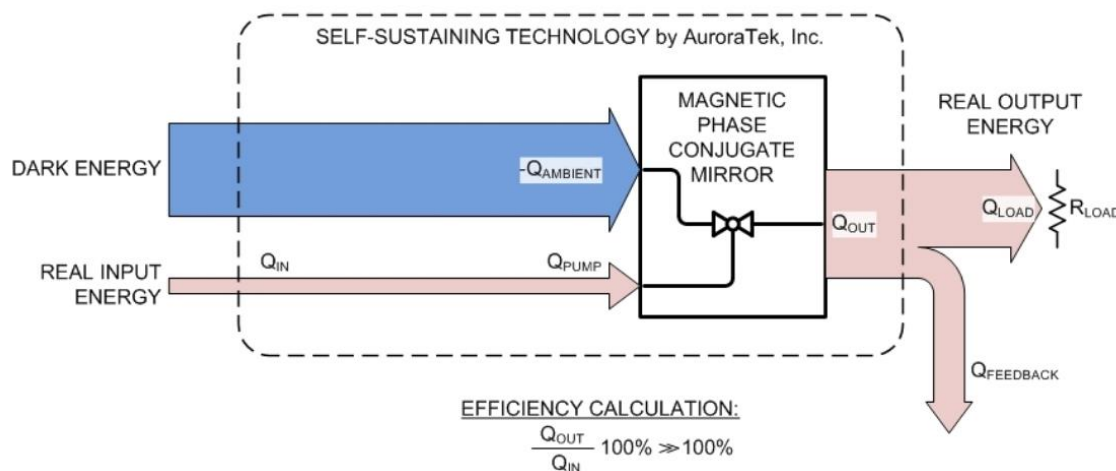 SELF-SUSTAINING TECHNOLOGY by AuroraTek, Inc.
MAGNETIC
PHASE
CONJUGATE
MIRROR
REAL OUTPUT
ENERGY
DARK ENERGY
-QAMBIENT
QOUT
QLOAD
RLOAD
REAL INPUT
ENERGY
QIN
QPUMP
QFEEDBACK
EFFICIENCY CALCULATION:
QOUT
QIN
100% ≫ 100%